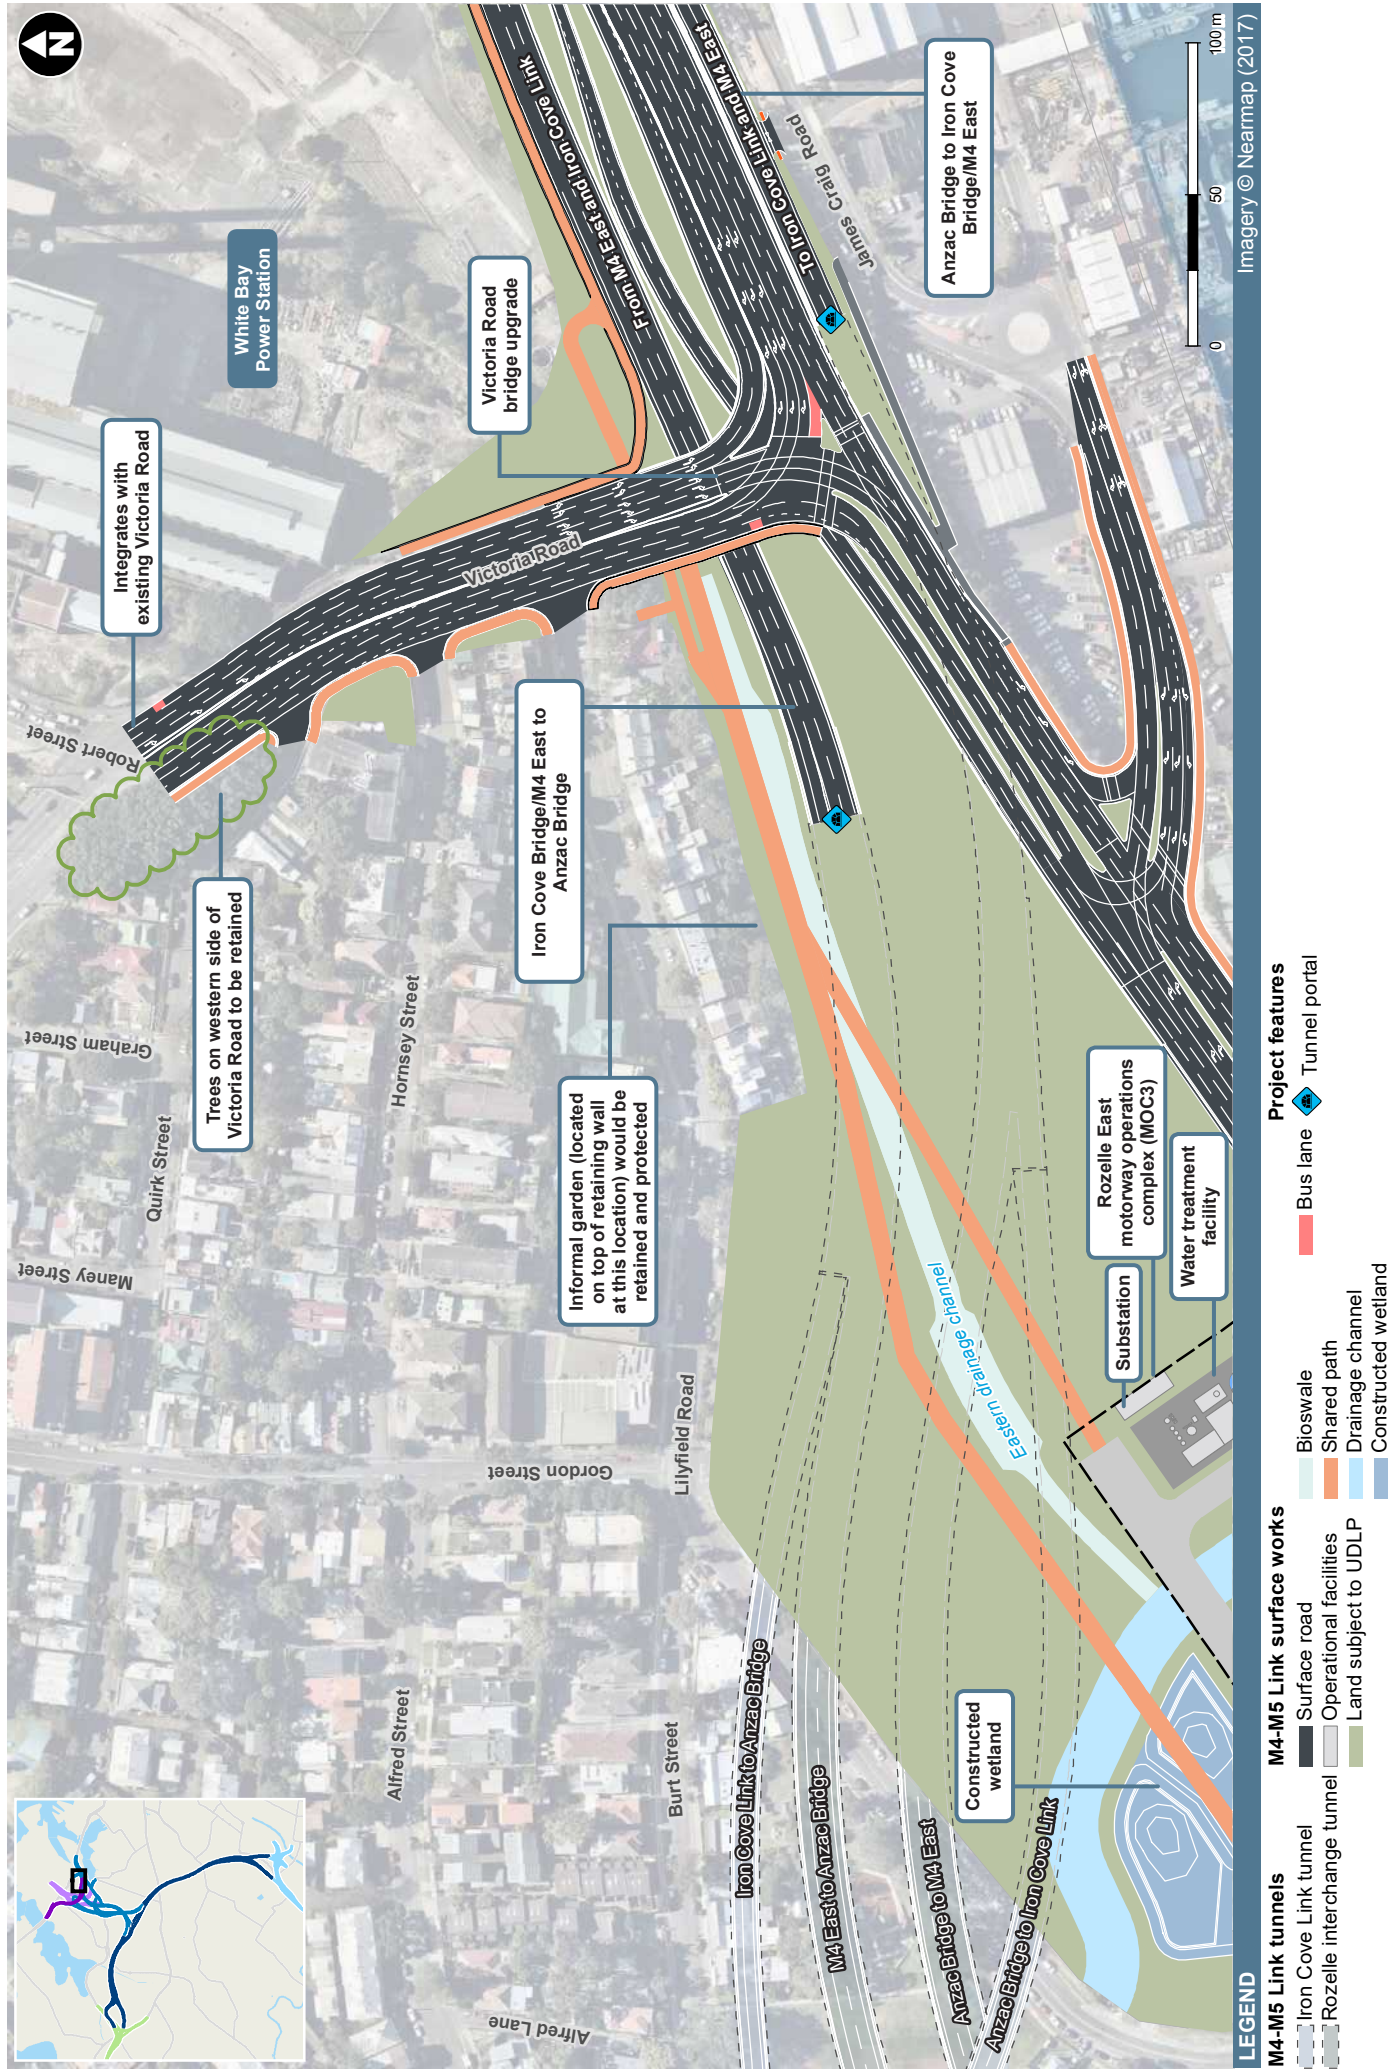 N
Robert Street
Graham Street
Maney Street
Quirk Street
Hornsey Street
Gordon Street
Lilyfield Road
Alfred Street
Burt Street
Alfred Lane
Victoria Road
James Craig Road
White Bay
Power Station
Integrates with
existing Victoria Road
Trees on western side of
Victoria Road to be retained
Victoria Road
bridge upgrade
Iron Cove Bridge/M4 East to
Anzac Bridge
Informal garden (located
on top of retaining wall
at this location) would be
retained and protected
Anzac Bridge to Iron Cove
Bridge/M4 East
From M4 East and Iron Cove Link
To Iron Cove Link and M4 East
Iron Cove Link to Anzac Bridge
M4 East to Anzac Bridge
Anzac Bridge to M4 East
Anzac Bridge to Iron Cove Link
Eastern drainage channel
Constructed
wetland
Substation
Rozelle East
motorway operations
complex (MOC3)
Water treatment
facility
0 50 100 m
LEGEND
Imagery © Nearmap (2017)
M4-M5 Link tunnels
Iron Cove Link tunnel
Rozelle interchange tunnel
M4-M5 Link surface works
Surface road
Operational facilities
Land subject to UDLP
Bioswale
Shared path
Drainage channel
Constructed wetland
Bus lane
Project features
Tunnel portal